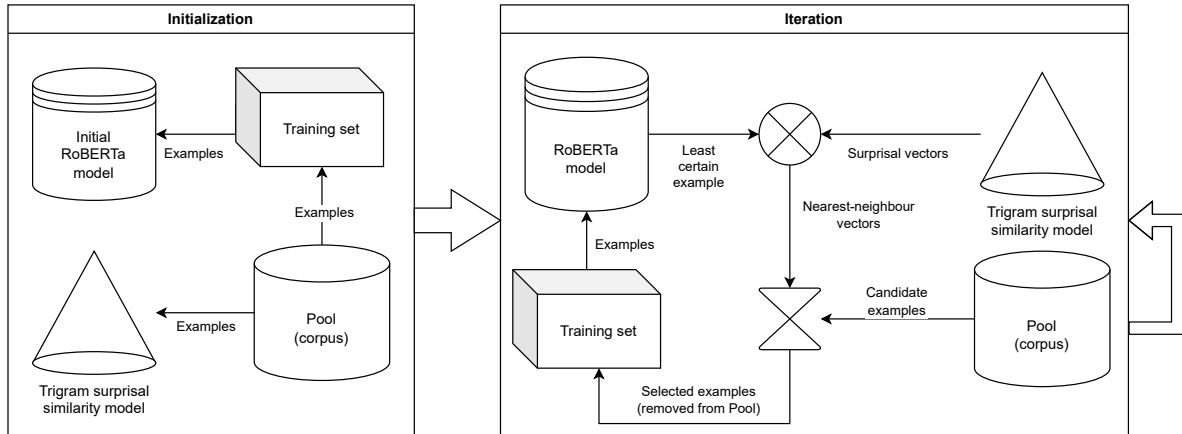 Initialization
Initial
RoBERTa
model
Examples
Training set
Examples
Trigram surprisal
similarity model
Examples
Pool
(corpus)
Iteration
RoBERTa
model
Least
certain
example
Surprisal vectors
Trigram surprisal
similarity model
Nearest-neighbour
vectors
Examples
Training set
Candidate
examples
Pool
(corpus)
Selected examples
(removed from Pool)